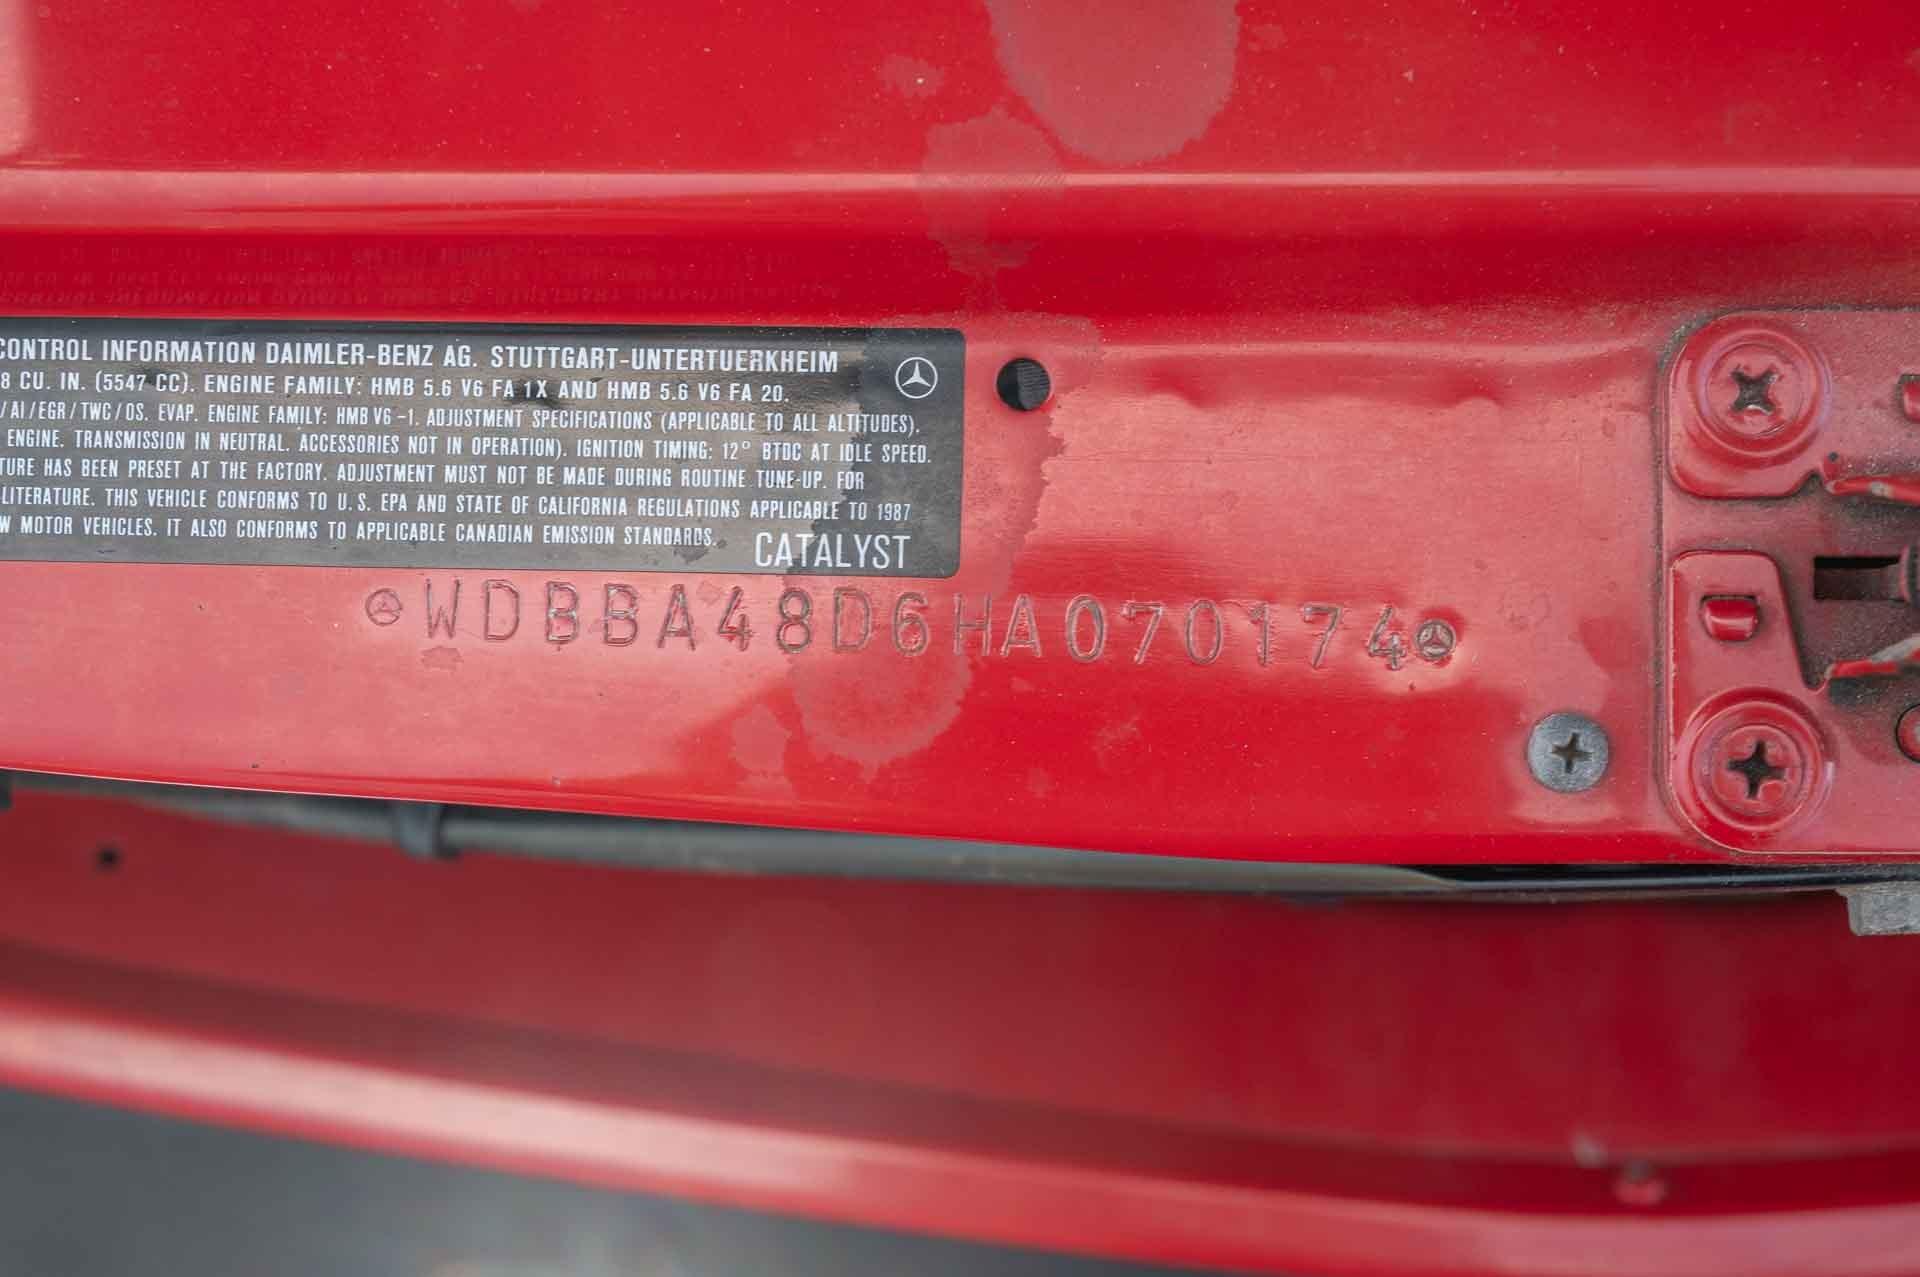 CONTROL INFORMATION DAIMLER-BENZ AG. STUTTGART-UNTERTUERKHEIM
8 CU. IN. (5547 CC). ENGINE FAMILY: HMB 5.6 V6 FA 1X AND HMB 5.6 V6 FA 20.
/AI/EGR/TWC/OS. EVAP. ENGINE FAMILY: HMB V6-1. ADJUSTMENT SPECIFICATIONS (APPLICABLE TO ALL ALTITUDES).
ENGINE. TRANSMISSION IN NEUTRAL. ACCESSORIES NOT IN OPERATION). IGNITION TIMING: 12° BTDC AT IDLE SPEED.
TURE HAS BEEN PRESET AT THE FACTORY. ADJUSTMENT MUST NOT BE MADE DURING ROUTINE TUNE-UP. FOR
LITERATURE. THIS VEHICLE CONFORMS TO U.S. EPA AND STATE OF CALIFORNIA REGULATIONS APPLICABLE TO 1987
W MOTOR VEHICLES. IT ALSO CONFORMS TO APPLICABLE CANADIAN EMISSION STANDARDS.
CATALYST
WDBBA48D6HA070174